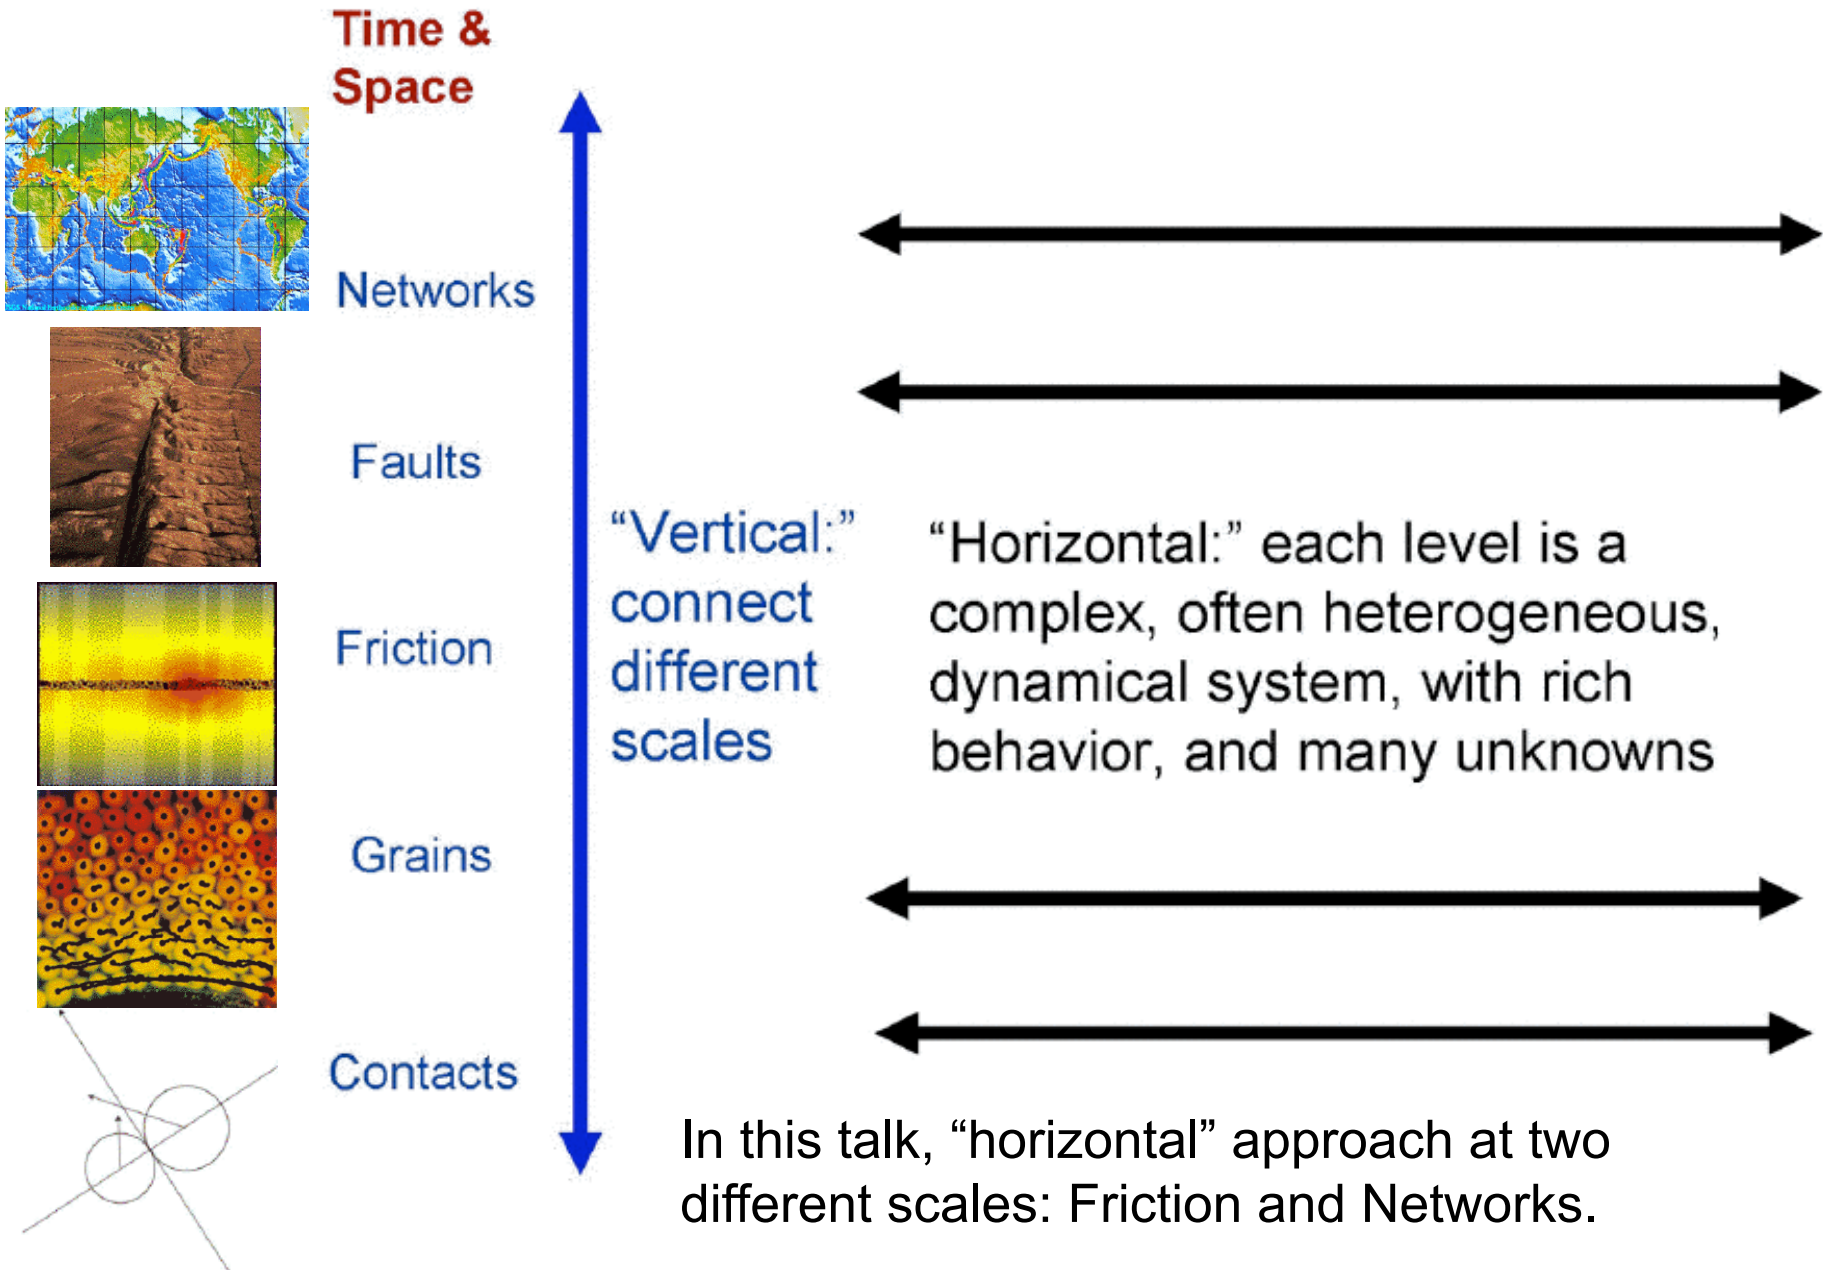 Time &
Space
Networks
Faults
Friction
Grains
Contacts
“Vertical:”
connect
different
scales
“Horizontal:” each level is a
complex, often heterogeneous,
dynamical system, with rich
behavior, and many unknowns
In this talk, “horizontal” approach at two
different scales: Friction and Networks.